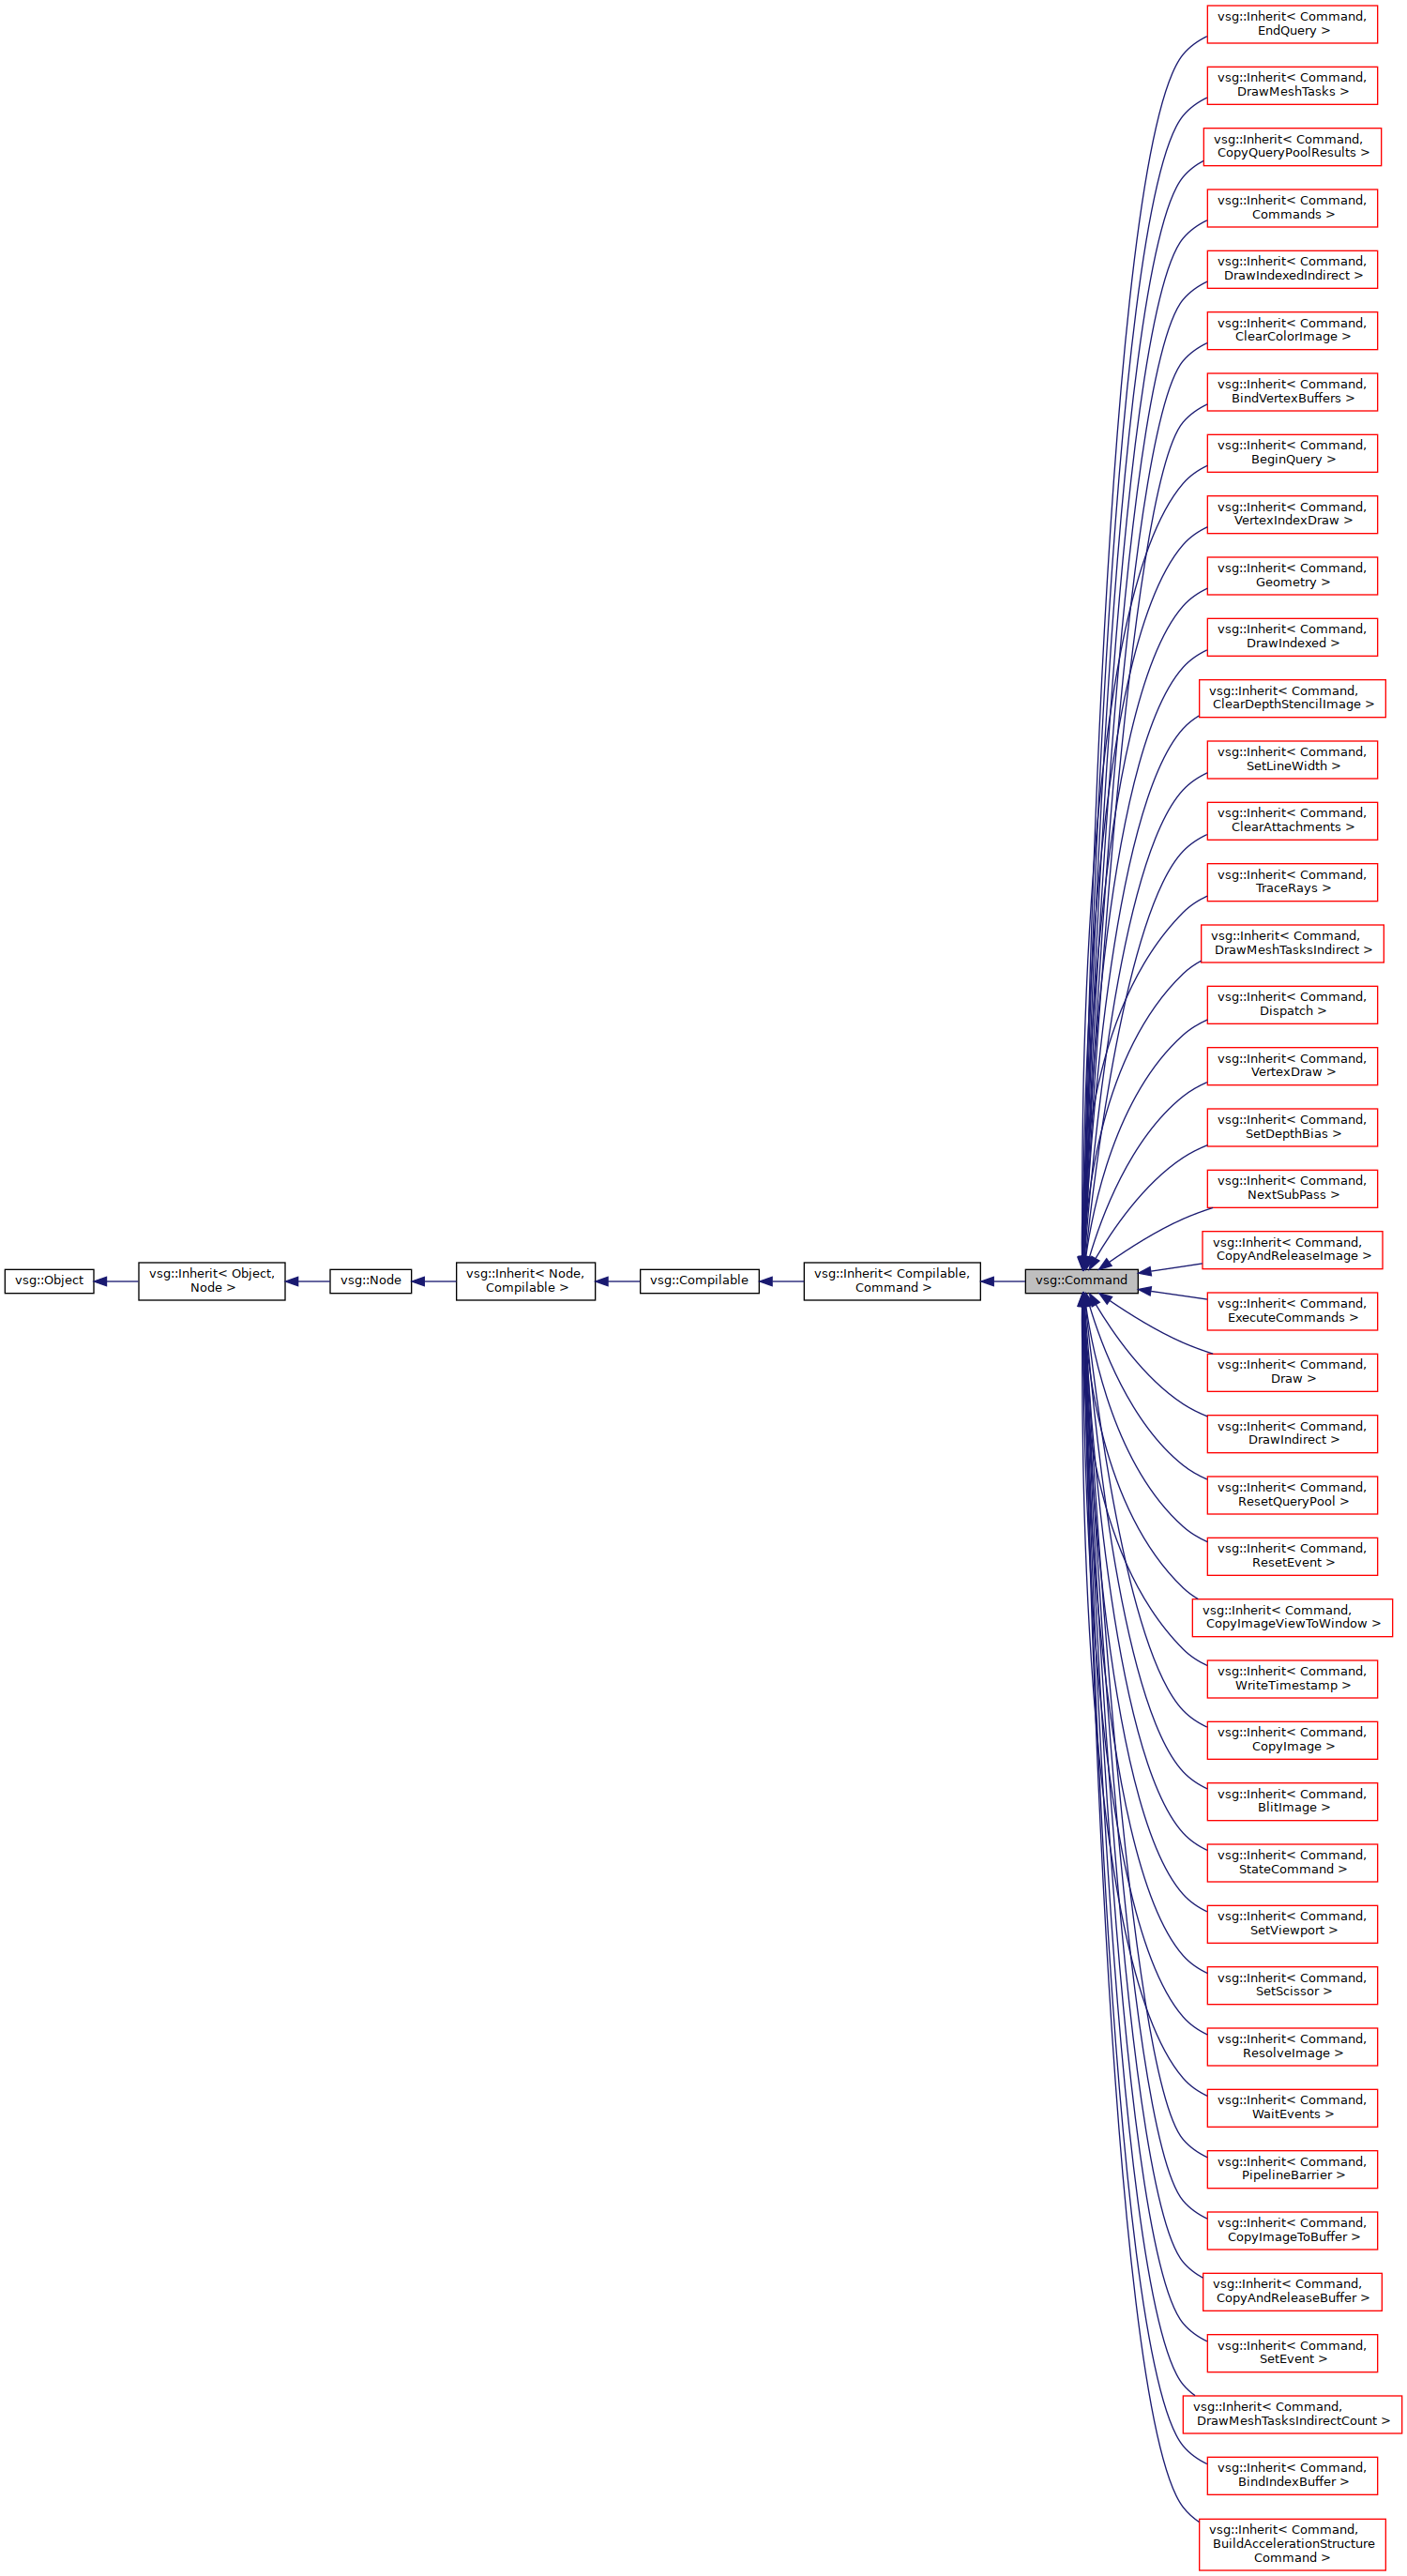 vsg::Inherit< Command,
EndQuery >
vsg::Inherit< Command,
DrawMeshTasks >
vsg::Inherit< Command,
CopyQueryPoolResults >
vsg::Inherit< Command,
Commands >
vsg::Inherit< Command,
DrawIndexedIndirect >
vsg::Inherit< Command,
ClearColorImage >
vsg::Inherit< Command,
BindVertexBuffers >
vsg::Inherit< Command,
BeginQuery >
vsg::Inherit< Command,
VertexIndexDraw >
vsg::Inherit< Command,
Geometry >
vsg::Inherit< Command,
DrawIndexed >
vsg::Inherit< Command,
ClearDepthStencilImage >
vsg::Inherit< Command,
SetLineWidth >
vsg::Inherit< Command,
ClearAttachments >
vsg::Inherit< Command,
TraceRays >
vsg::Inherit< Command,
DrawMeshTasksIndirect >
vsg::Inherit< Command,
Dispatch >
vsg::Inherit< Command,
VertexDraw >
vsg::Inherit< Command,
SetDepthBias >
vsg::Inherit< Command,
NextSubPass >
vsg::Inherit< Command,
CopyAndReleaseImage >
vsg::Object
vsg::Inherit< Object,
Node >
vsg::Node
vsg::Inherit< Node,
Compilable >
vsg::Compilable
vsg::Inherit< Compilable,
Command >
vsg::Command
vsg::Inherit< Command,
ExecuteCommands >
vsg::Inherit< Command,
Draw >
vsg::Inherit< Command,
DrawIndirect >
vsg::Inherit< Command,
ResetQueryPool >
vsg::Inherit< Command,
ResetEvent >
vsg::Inherit< Command,
CopyImageViewToWindow >
vsg::Inherit< Command,
WriteTimestamp >
vsg::Inherit< Command,
CopyImage >
vsg::Inherit< Command,
BlitImage >
vsg::Inherit< Command,
StateCommand >
vsg::Inherit< Command,
SetViewport >
vsg::Inherit< Command,
SetScissor >
vsg::Inherit< Command,
ResolveImage >
vsg::Inherit< Command,
WaitEvents >
vsg::Inherit< Command,
PipelineBarrier >
vsg::Inherit< Command,
CopyImageToBuffer >
vsg::Inherit< Command,
CopyAndReleaseBuffer >
vsg::Inherit< Command,
SetEvent >
vsg::Inherit< Command,
DrawMeshTasksIndirectCount >
vsg::Inherit< Command,
BindIndexBuffer >
vsg::Inherit< Command,
BuildAccelerationStructure
Command >